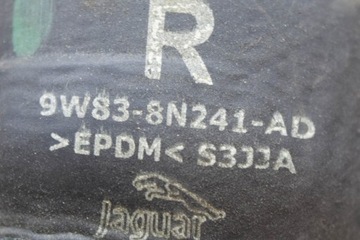 R
9W83-8N241-AD
>EPDM< S3JJA
Jaguar